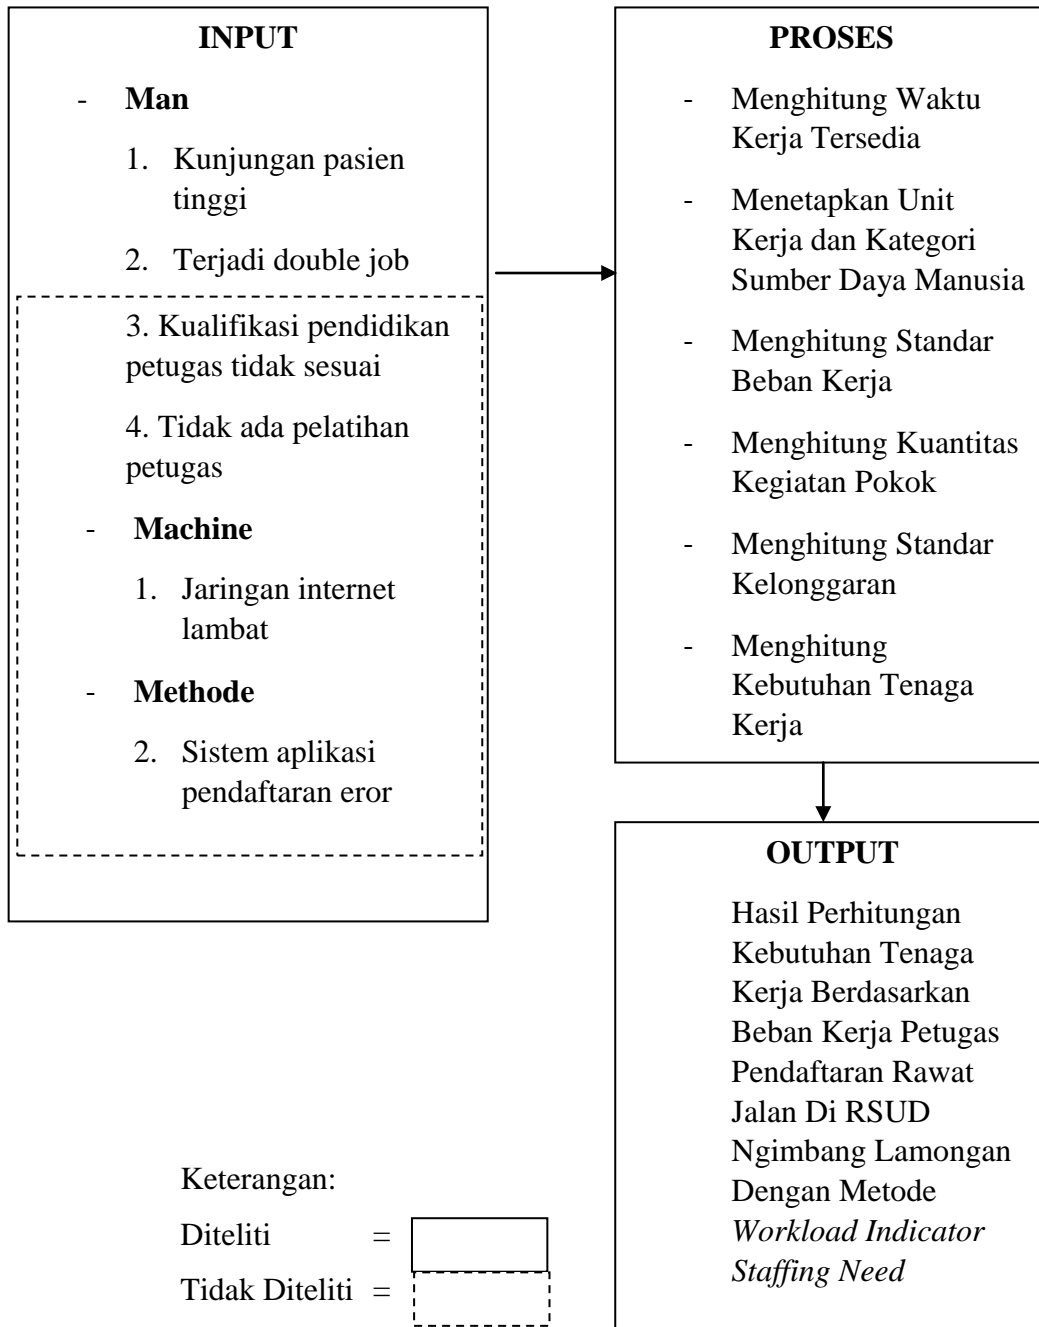 INPUT
- Man
1. Kunjungan pasien
tinggi
2. Terjadi double job
3. Kualifikasi pendidikan
petugas tidak sesuai
4. Tidak ada pelatihan
petugas
- Machine
1. Jaringan internet
lambat
- Methode
2. Sistem aplikasi
pendaftaran eror
PROSES
- Menghitung Waktu
Kerja Tersedia
- Menetapkan Unit
Kerja dan Kategori
Sumber Daya Manusia
- Menghitung Standar
Beban Kerja
- Menghitung Kuantitas
Kegiatan Pokok
- Menghitung Standar
Kelonggaran
- Menghitung
Kebutuhan Tenaga
Kerja
OUTPUT
Hasil Perhitungan
Kebutuhan Tenaga
Kerja Berdasarkan
Beban Kerja Petugas
Pendaftaran Rawat
Jalan Di RSUD
Ngimbang Lamongan
Dengan Metode
Workload Indicator
Staffing Need
Keterangan:
Diteliti =
Tidak Diteliti =